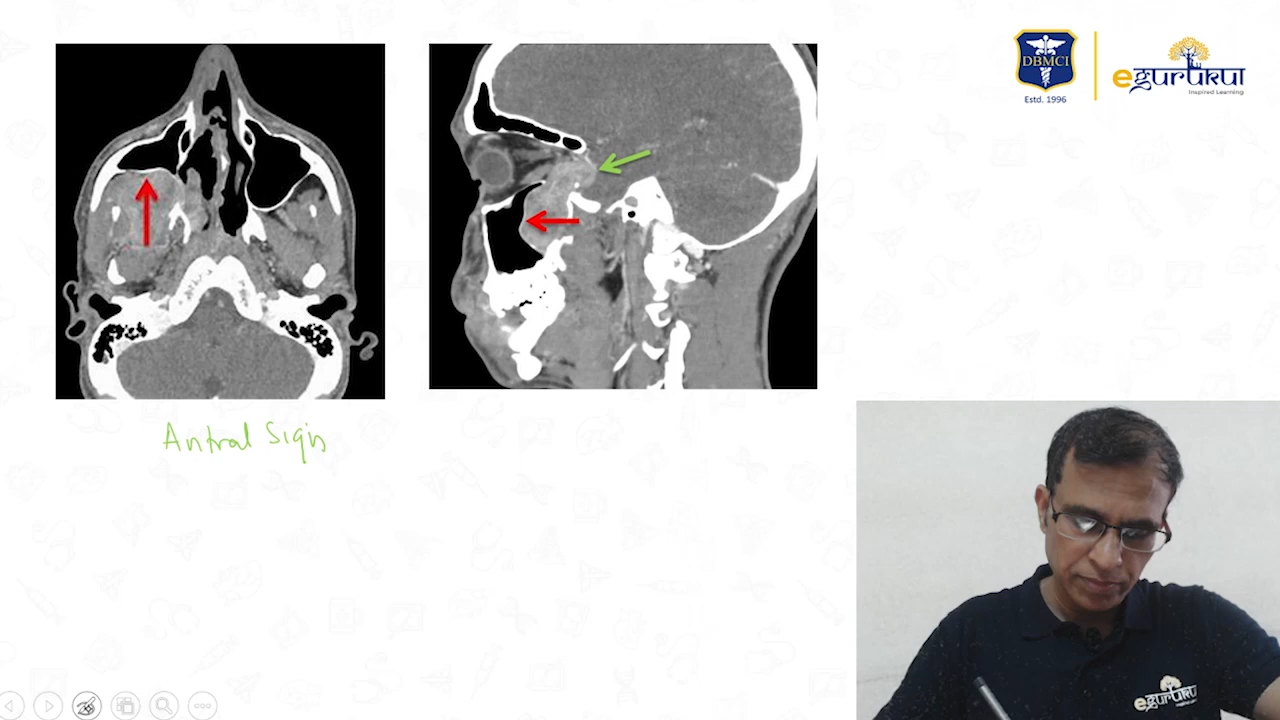 DBMCI
Estd. 1996
egurukul
Inspired Learning
Antral Sign
egurukul